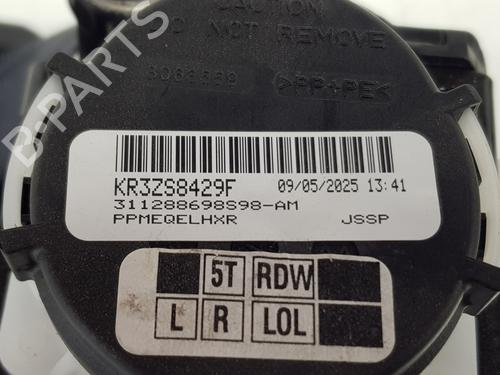 CAUTION
DO NOT REMOVE
>PP+PE<
B-PARTS
KR3ZS8429F 09/05/2025 13:41
311288698S98-AM
PPMEQELHXR JSSP
5T RDW
L R LOL